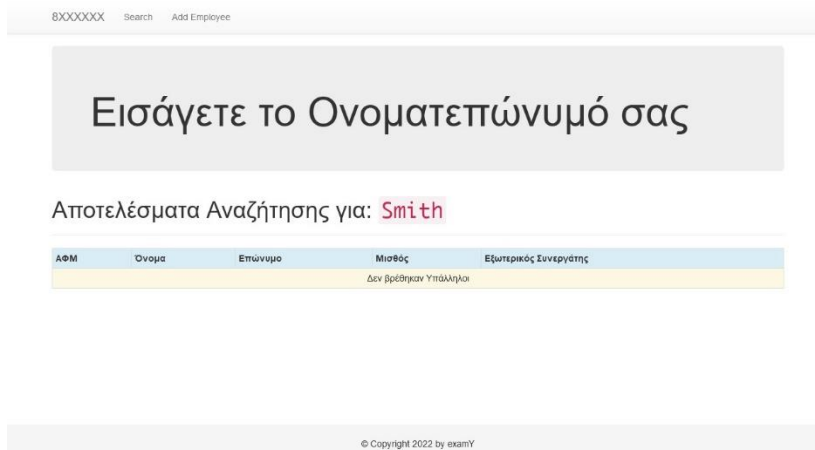 8XXXXXX Search Add Employee
Εισάγετε το Ονοματεπώνυμό σας
Αποτελέσματα Αναζήτησης για: Smith
ΑΦΜ Όνομα Επώνυμο Μισθός Εξωτερικός Συνεργάτης
Δεν βρέθηκαν Υπάλληλοι
© Copyright 2022 by examY